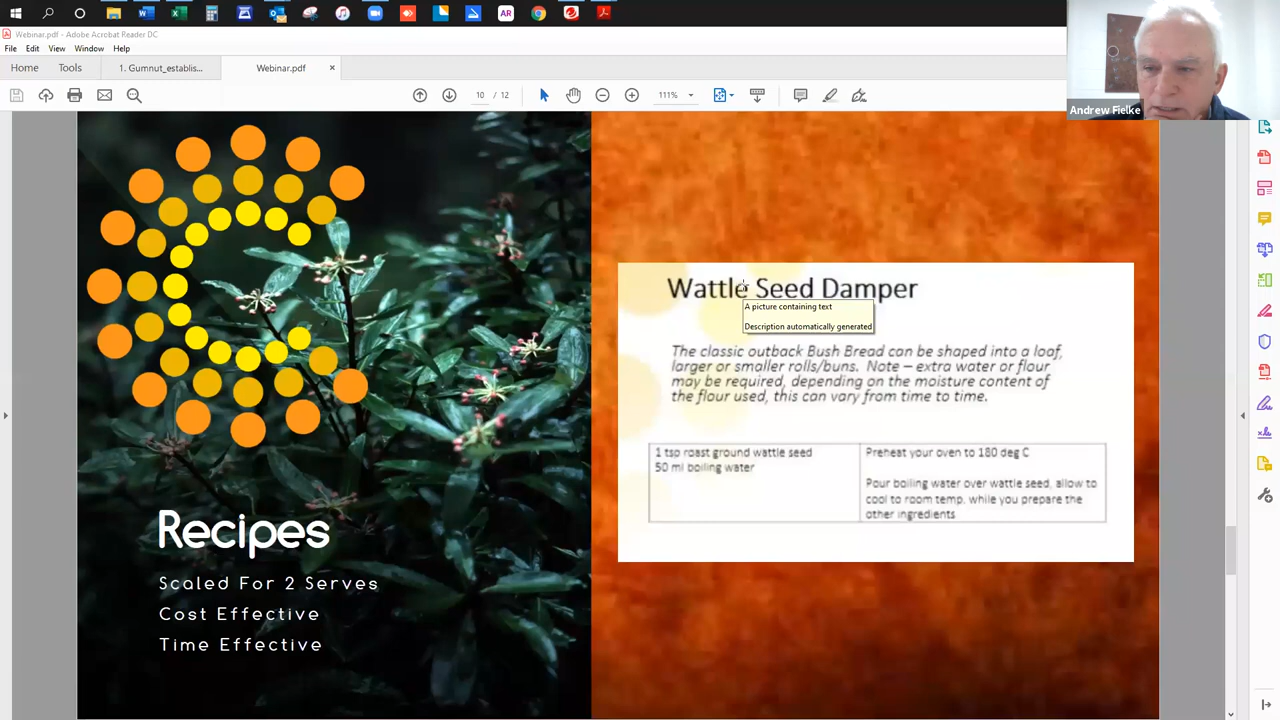 Webinar.pdf - Adobe Acrobat Reader DC
File Edit View Window Help
Home Tools 1. Gumnut_establis... Webinar.pdf ×
10 / 12 111%
Andrew Fielke
AR
Recipes
Scaled For 2 Serves
Cost Effective
Time Effective
Wattle Seed Damper
A picture containing text
Description automatically generated
The classic outback Bush Bread can be shaped into a loaf,
larger or smaller rolls/buns. Note – extra water or flour
may be required, depending on the moisture content of
the flour used, this can vary from time to time.
1 tsp roast ground wattle seed
50 ml boiling water
Preheat your oven to 180 deg C
Pour boiling water over wattle seed, allow to
cool to room temp, while you prepare the
other ingredients